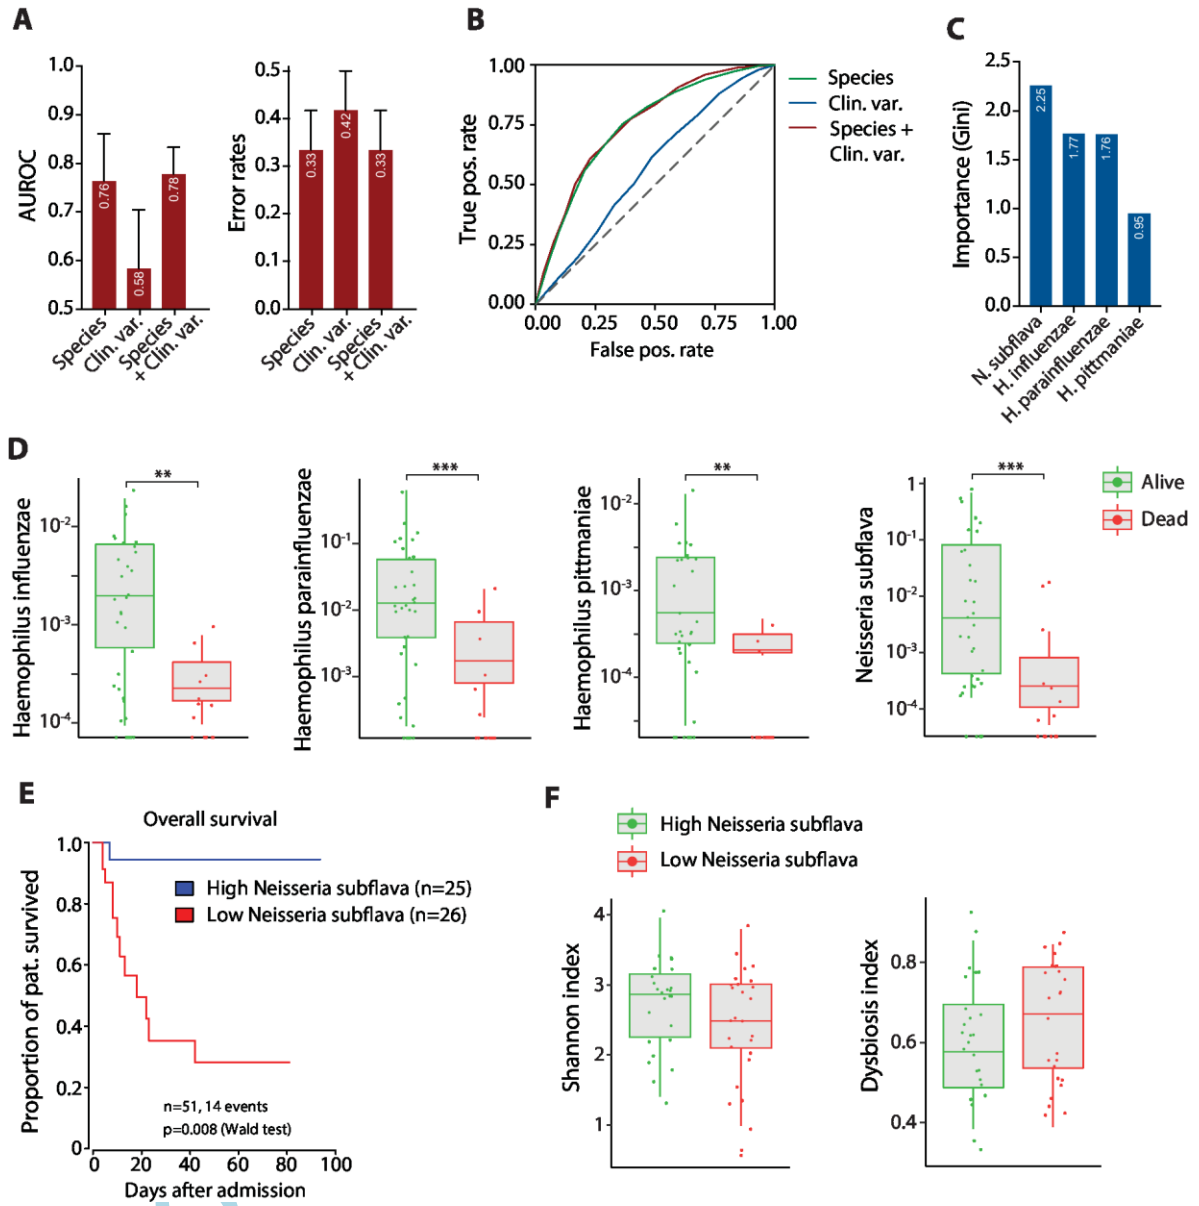 A
AUROC
1.0
0.9
0.8
0.7
0.6
0.5
0.76
0.58
0.78
Species
Clin. var.
Species
+ Clin. var.
Error rates
0.5
0.4
0.3
0.2
0.1
0.0
0.33
0.42
0.33
Species
Clin. var.
Species
+ Clin. var.
B
True pos. rate
1.00
0.75
0.50
0.25
0.00
0.00
0.25
0.50
0.75
1.00
False pos. rate
Species
Clin. var.
Species +
Clin. var.
C
Importance (Gini)
2.5
2.0
1.5
1.0
0.5
0.0
2.25
1.77
1.76
0.95
N. subflava
H. influenzae
H. parainfluenzae
H. pittmaniae
D
Haemophilus influenzae
10-2
10-3
10-4
**
Haemophilus parainfluenzae
10-1
10-2
10-3
***
Haemophilus pittmaniae
10-2
10-3
10-4
**
Neisseria subflava
1
10-1
10-2
10-3
10-4
***
Alive
Dead
E
Overall survival
Proportion of pat. survived
1.0
0.8
0.6
0.4
0.2
0
High Neisseria subflava (n=25)
Low Neisseria subflava (n=26)
n=51, 14 events
p=0.008 (Wald test)
0
20
40
60
80
100
Days after admission
F
High Neisseria subflava
Low Neisseria subflava
Shannon index
4
3
2
1
Dysbiosis index
0.8
0.6
0.4